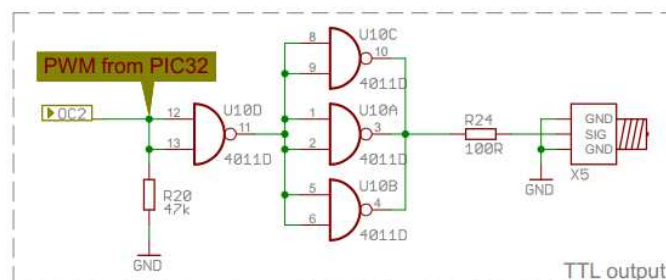 PWM from PIC32
OC2
12
13
U10D
11
4011D
R20
47k
GND
8
9
U10C
10
4011D
1
2
U10A
3
4011D
5
6
U10B
4
4011D
R24
100R
GND
SIG
GND
X5
GND
TTL output